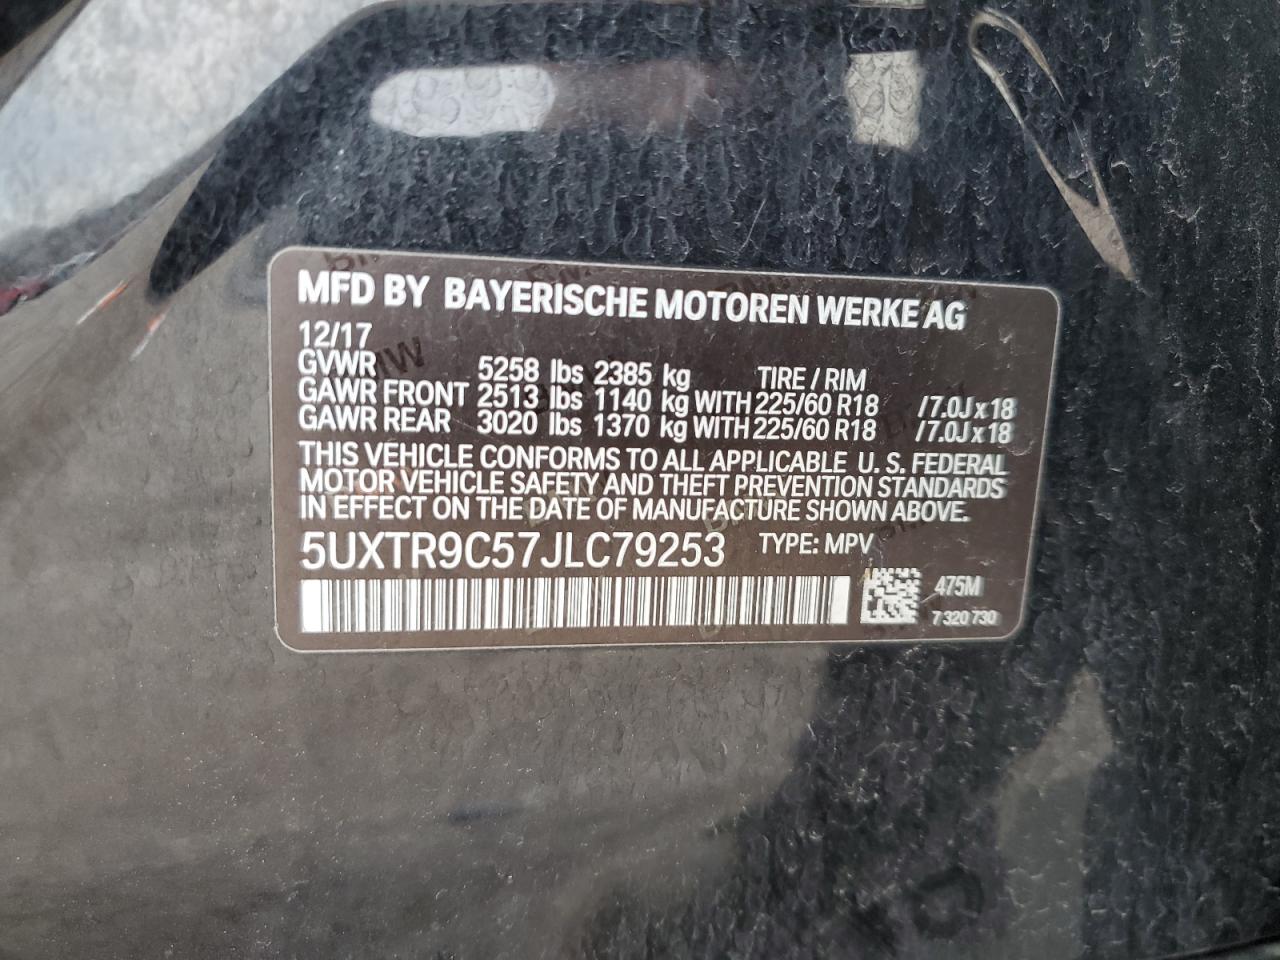 MFD BY BAYERISCHE MOTOREN WERKE AG
12/17
GVWR 5258 lbs 2385 kg TIRE / RIM
GAWR FRONT 2513 lbs 1140 kg WITH 225/60 R18 /7.0J x 18
GAWR REAR 3020 lbs 1370 kg WITH 225/60 R18 /7.0J x 18
THIS VEHICLE CONFORMS TO ALL APPLICABLE U. S. FEDERAL
MOTOR VEHICLE SAFETY AND THEFT PREVENTION STANDARDS
IN EFFECT ON THE DATE OF MANUFACTURE SHOWN ABOVE.
5UXTR9C57JLC79253 TYPE: MPV
475M
7 320 730